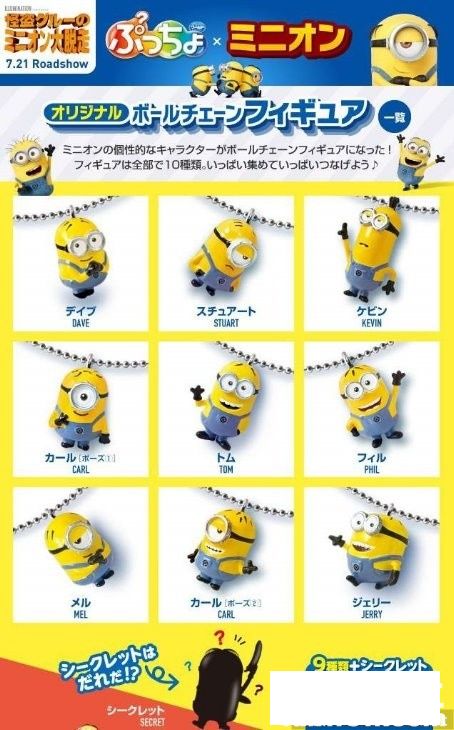 ILLUMINATION
怪盗グルーの
ミニオン大脱走
7.21 Roadshow
ぷっちょ × ミニオン
オリジナル ボールチェーンフィギュア 一覧
ミニオンの個性的なキャラクターがボールチェーンフィギュアになった！
フィギュアは全部で10種類。いっぱい集めていっぱいつなげよう♪
デイブ
DAVE
スチュアート
STUART
ケビン
KEVIN
カール［ポーズ①］
CARL
トム
TOM
フィル
PHIL
メル
MEL
カール［ポーズ②］
CARL
ジェリー
JERRY
シークレットは
だれだ!?
? ? ? ?
シークレット
SECRET
9種類+シークレット